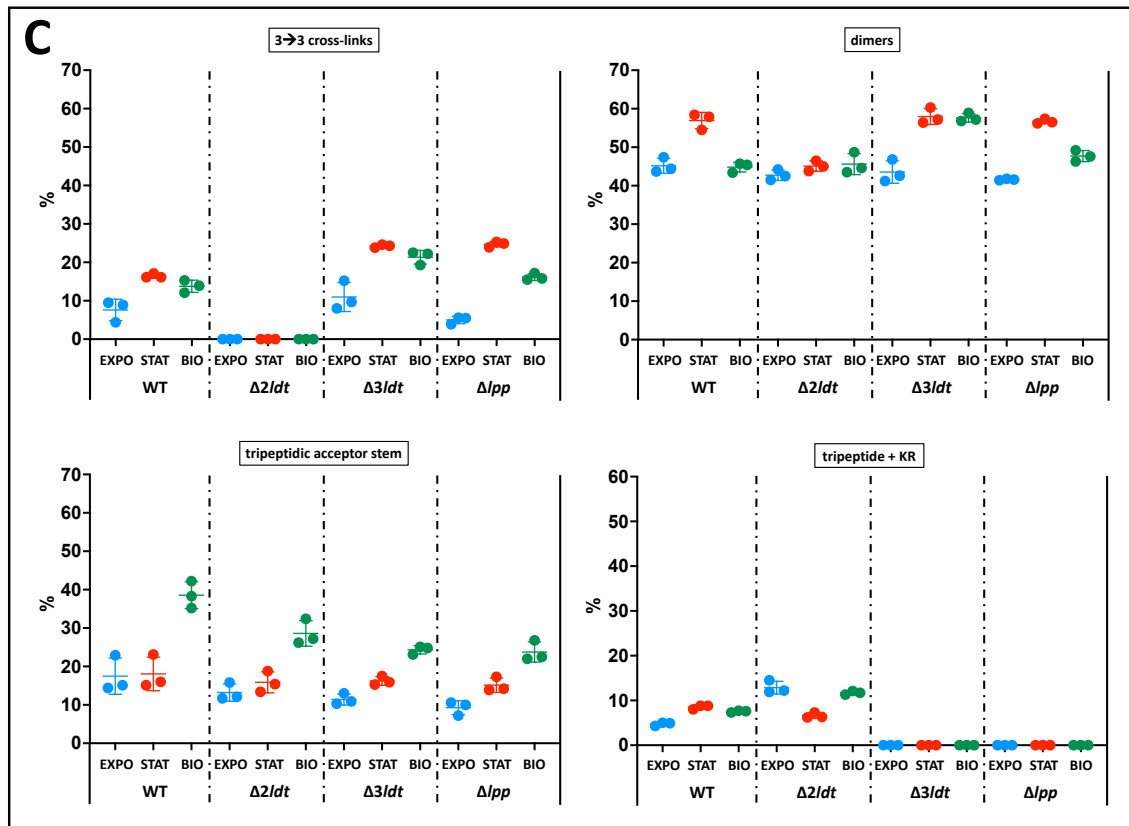 C
3→3 cross-links
70
60
50
40
30
20
10
0
%
EXPO STAT BIO EXPO STAT BIO EXPO STAT BIO EXPO STAT BIO
WT Δ2ldt Δ3ldt Δlpp
dimers
70
60
50
40
30
20
10
0
%
EXPO STAT BIO EXPO STAT BIO EXPO STAT BIO EXPO STAT BIO
WT Δ2ldt Δ3ldt Δlpp
tripeptidic acceptor stem
70
60
50
40
30
20
10
0
%
EXPO STAT BIO EXPO STAT BIO EXPO STAT BIO EXPO STAT BIO
WT Δ2ldt Δ3ldt Δlpp
tripeptide + KR
60
50
40
30
20
10
0
%
EXPO STAT BIO EXPO STAT BIO EXPO STAT BIO EXPO STAT BIO
WT Δ2ldt Δ3ldt Δlpp